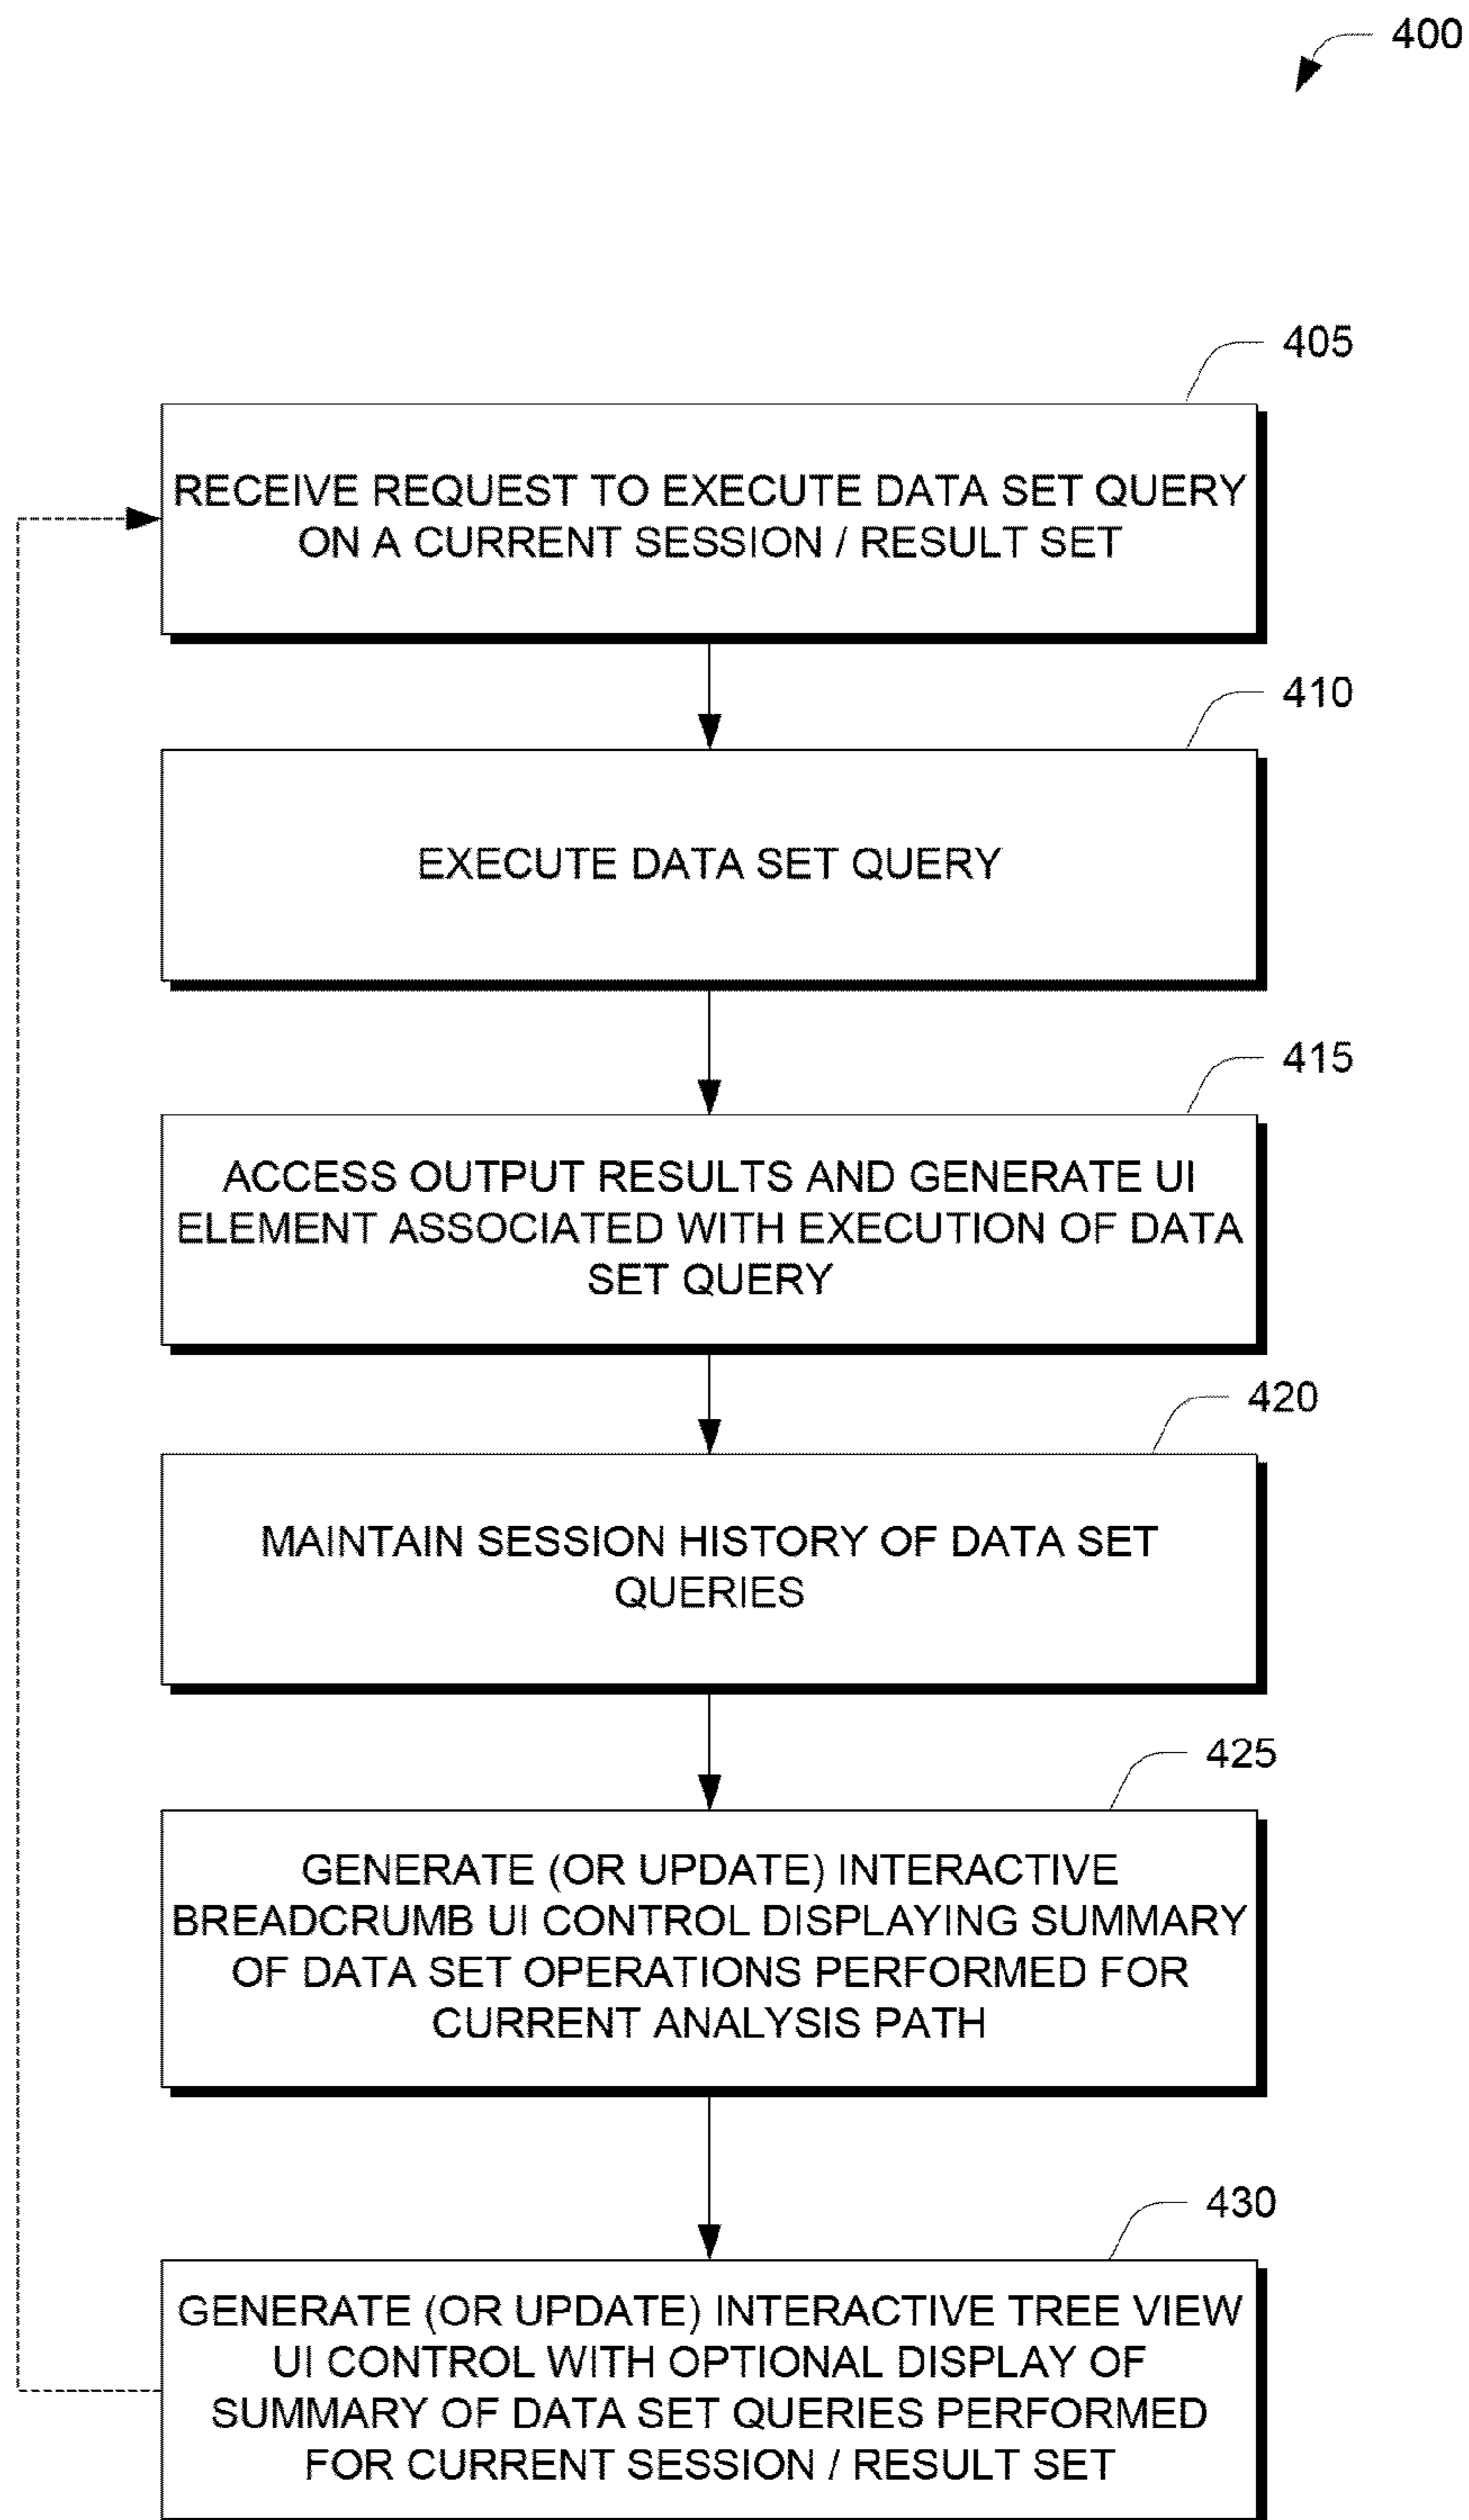 400
405
RECEIVE REQUEST TO EXECUTE DATA SET QUERY
ON A CURRENT SESSION / RESULT SET
410
EXECUTE DATA SET QUERY
415
ACCESS OUTPUT RESULTS AND GENERATE UI
ELEMENT ASSOCIATED WITH EXECUTION OF DATA
SET QUERY
420
MAINTAIN SESSION HISTORY OF DATA SET
QUERIES
425
GENERATE (OR UPDATE) INTERACTIVE
BREADCRUMB UI CONTROL DISPLAYING SUMMARY
OF DATA SET OPERATIONS PERFORMED FOR
CURRENT ANALYSIS PATH
430
GENERATE (OR UPDATE) INTERACTIVE TREE VIEW
UI CONTROL WITH OPTIONAL DISPLAY OF
SUMMARY OF DATA SET QUERIES PERFORMED
FOR CURRENT SESSION / RESULT SET